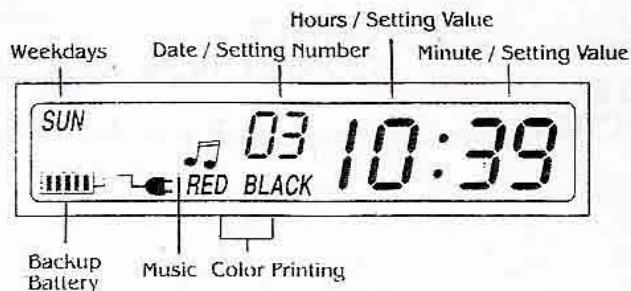 Hours / Setting Value
Weekdays Date / Setting Number Minute / Setting Value
SUN 03 10:39
RED BLACK
Backup Music Color Printing
Battery